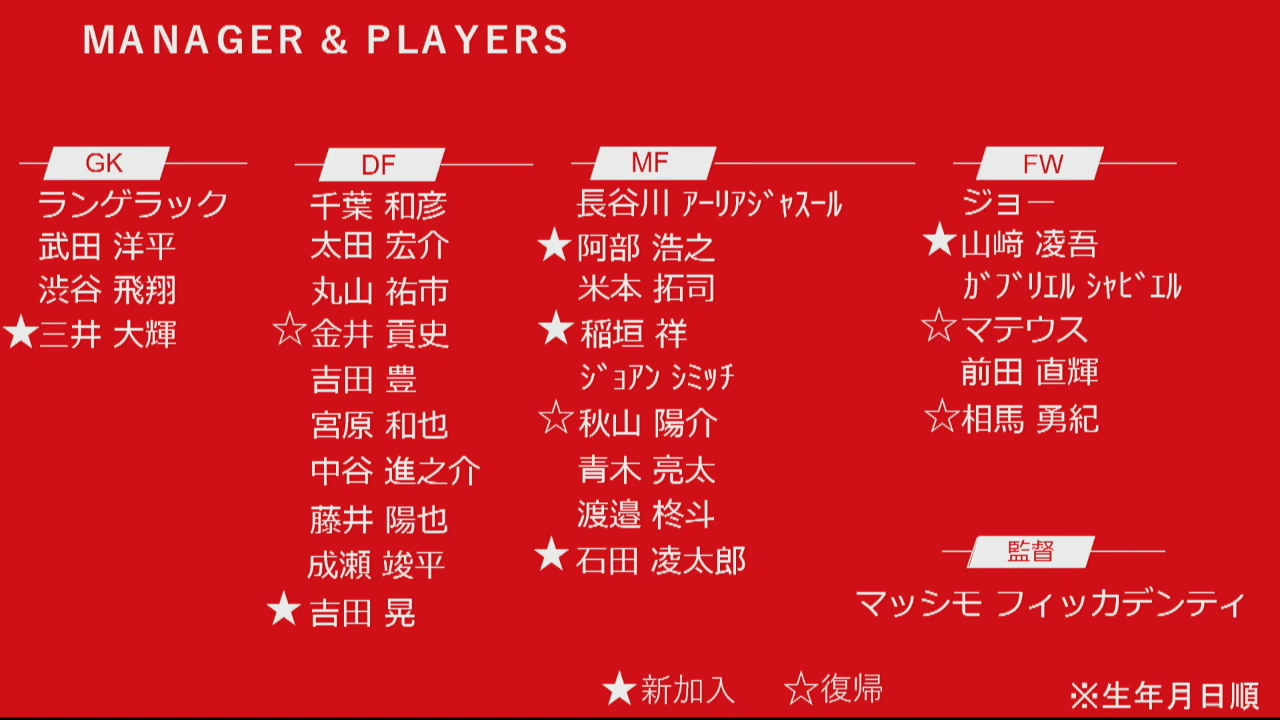 MANAGER & PLAYERS
GK
ランゲラック
武田 洋平
渋谷 飛翔
★三井 大輝
DF
千葉 和彦
太田 宏介
丸山 祐市
☆金井 貢史
吉田 豊
宮原 和也
中谷 進之介
藤井 陽也
成瀬 竣平
★吉田 晃
MF
長谷川 ｱｰﾘｱｼﾞｬｽｰﾙ
★阿部 浩之
米本 拓司
★稲垣 祥
ｼﾞｮｱﾝ ｼﾐｯﾁ
☆秋山 陽介
青木 亮太
渡邉 柊斗
★石田 凌太郎
FW
ジョー
★山﨑 凌吾
ｶﾞﾌﾞﾘｴﾙ ｼｬﾋﾞｴﾙ
☆マテウス
前田 直輝
☆相馬 勇紀
監督
マッシモ フィッカデンティ
★新加入 ☆復帰
※生年月日順